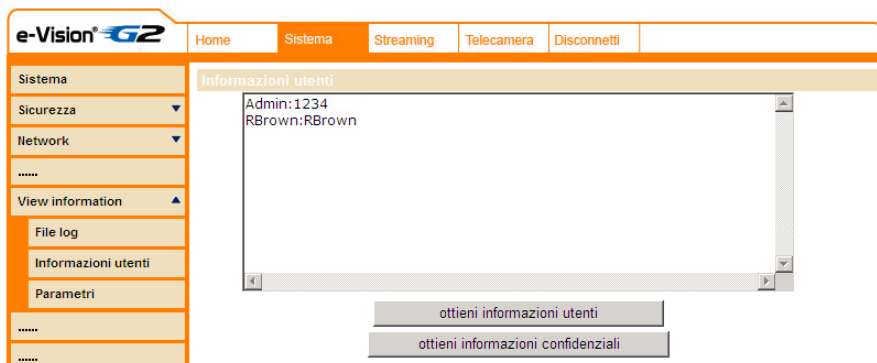 e-Vision® G2
Home
Sistema
Streaming
Telecamera
Disconnetti
Sistema
Sicurezza
Network
......
View information
File log
Informazioni utenti
Parametri
......
......
Informazioni utenti
Admin:1234
RBrown:RBrown
ottieni informazioni utenti
ottieni informazioni confidenziali